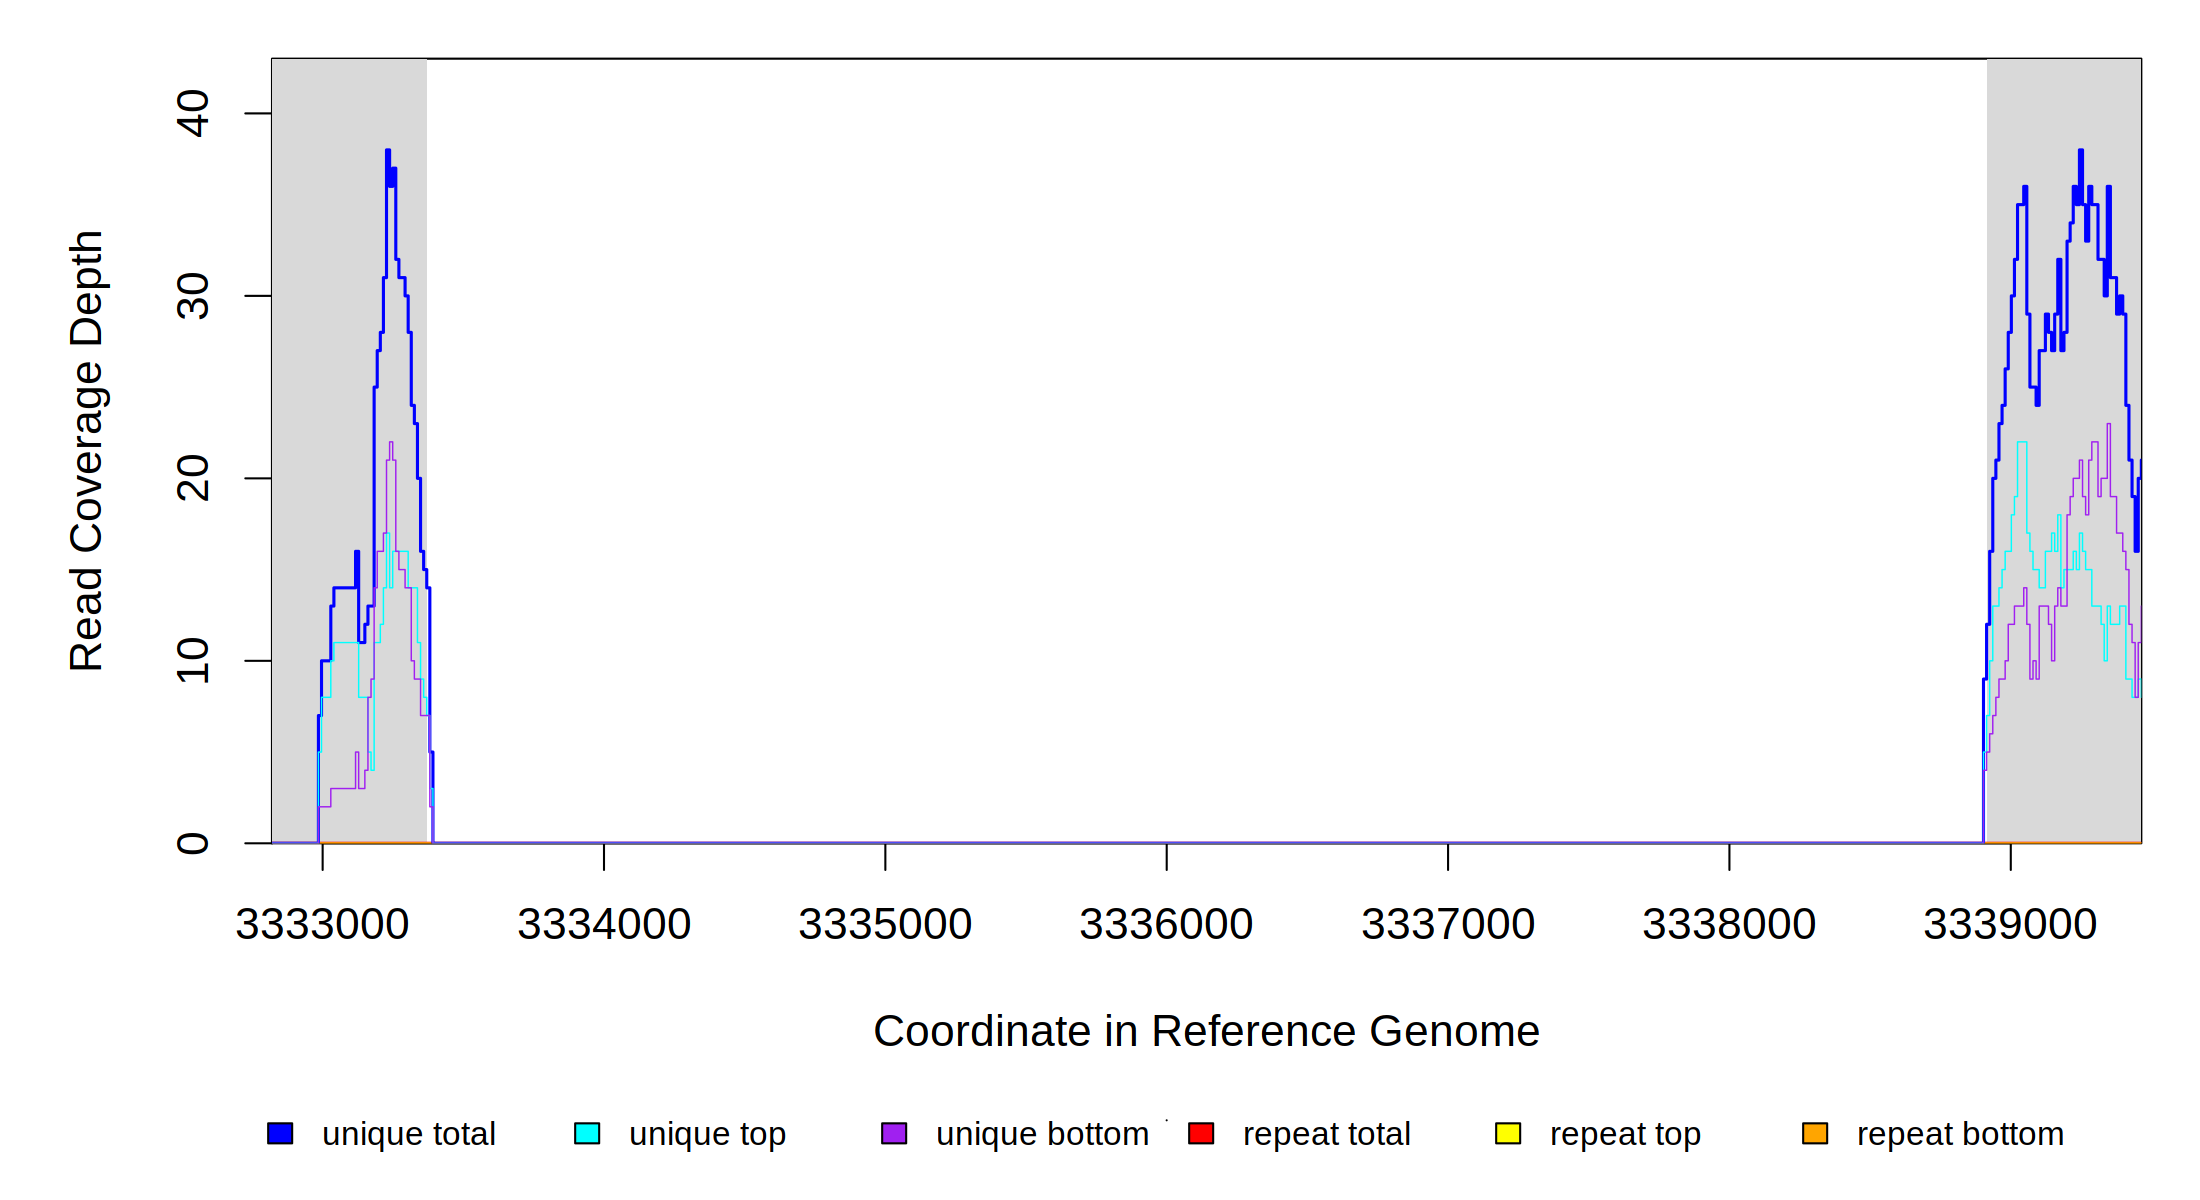 40
30
20
10
0
Read Coverage Depth
3333000 3334000 3335000 3336000 3337000 3338000 3339000
Coordinate in Reference Genome
unique total unique top unique bottom repeat total repeat top repeat bottom